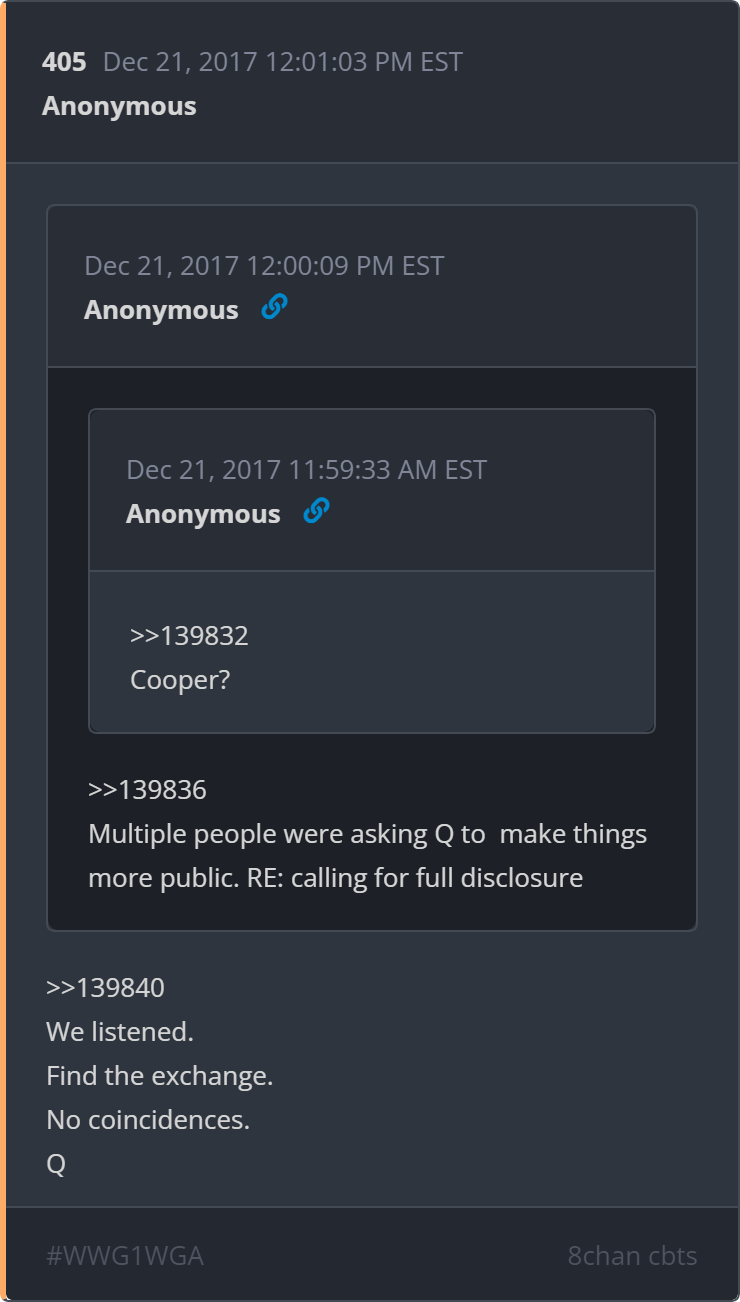 405 Dec 21, 2017 12:01:03 PM EST
Anonymous
Dec 21, 2017 12:00:09 PM EST
Anonymous
Dec 21, 2017 11:59:33 AM EST
Anonymous
>>139832
Cooper?
>>139836
Multiple people were asking Q to  make things
more public. RE: calling for full disclosure
>>139840
We listened.
Find the exchange.
No coincidences.
Q
#WWG1WGA 8chan cbts